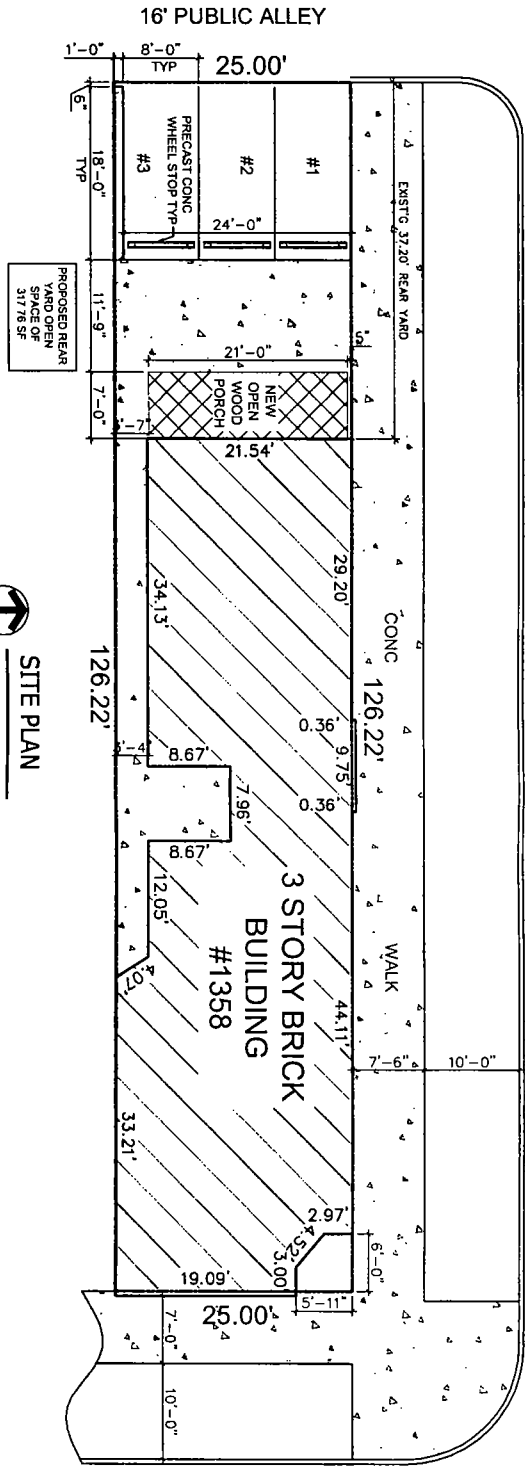 16' PUBLIC ALLEY
1'-0"
8'-0"
TYP
25.00'
6"
18'-0"
TYP
PRECAST CONC
WHEEL STOP TYP
#3
#2
#1
24'-0"
EXIST'G 37.20' REAR YARD
PROPOSED REAR
YARD OPEN
SPACE OF
317.76 SF
11'-9"
5"
21'-0"
7'-0"
NEW
OPEN
WOOD
PORCH
21.54'
29.20'
34.13'
CONC
126.22'
126.22'
0.36'
9.75'
0.36'
8.67'
7.96'
8.67'
12.05'
4.07'
3 STORY BRICK
BUILDING
#1358
WALK
44.11'
7'-6"
10'-0"
33.21'
2.97'
4.52'
3.00'
6'-0"
19.09'
5'-11"
25.00'
7'-0"
10'-0"
SITE PLAN